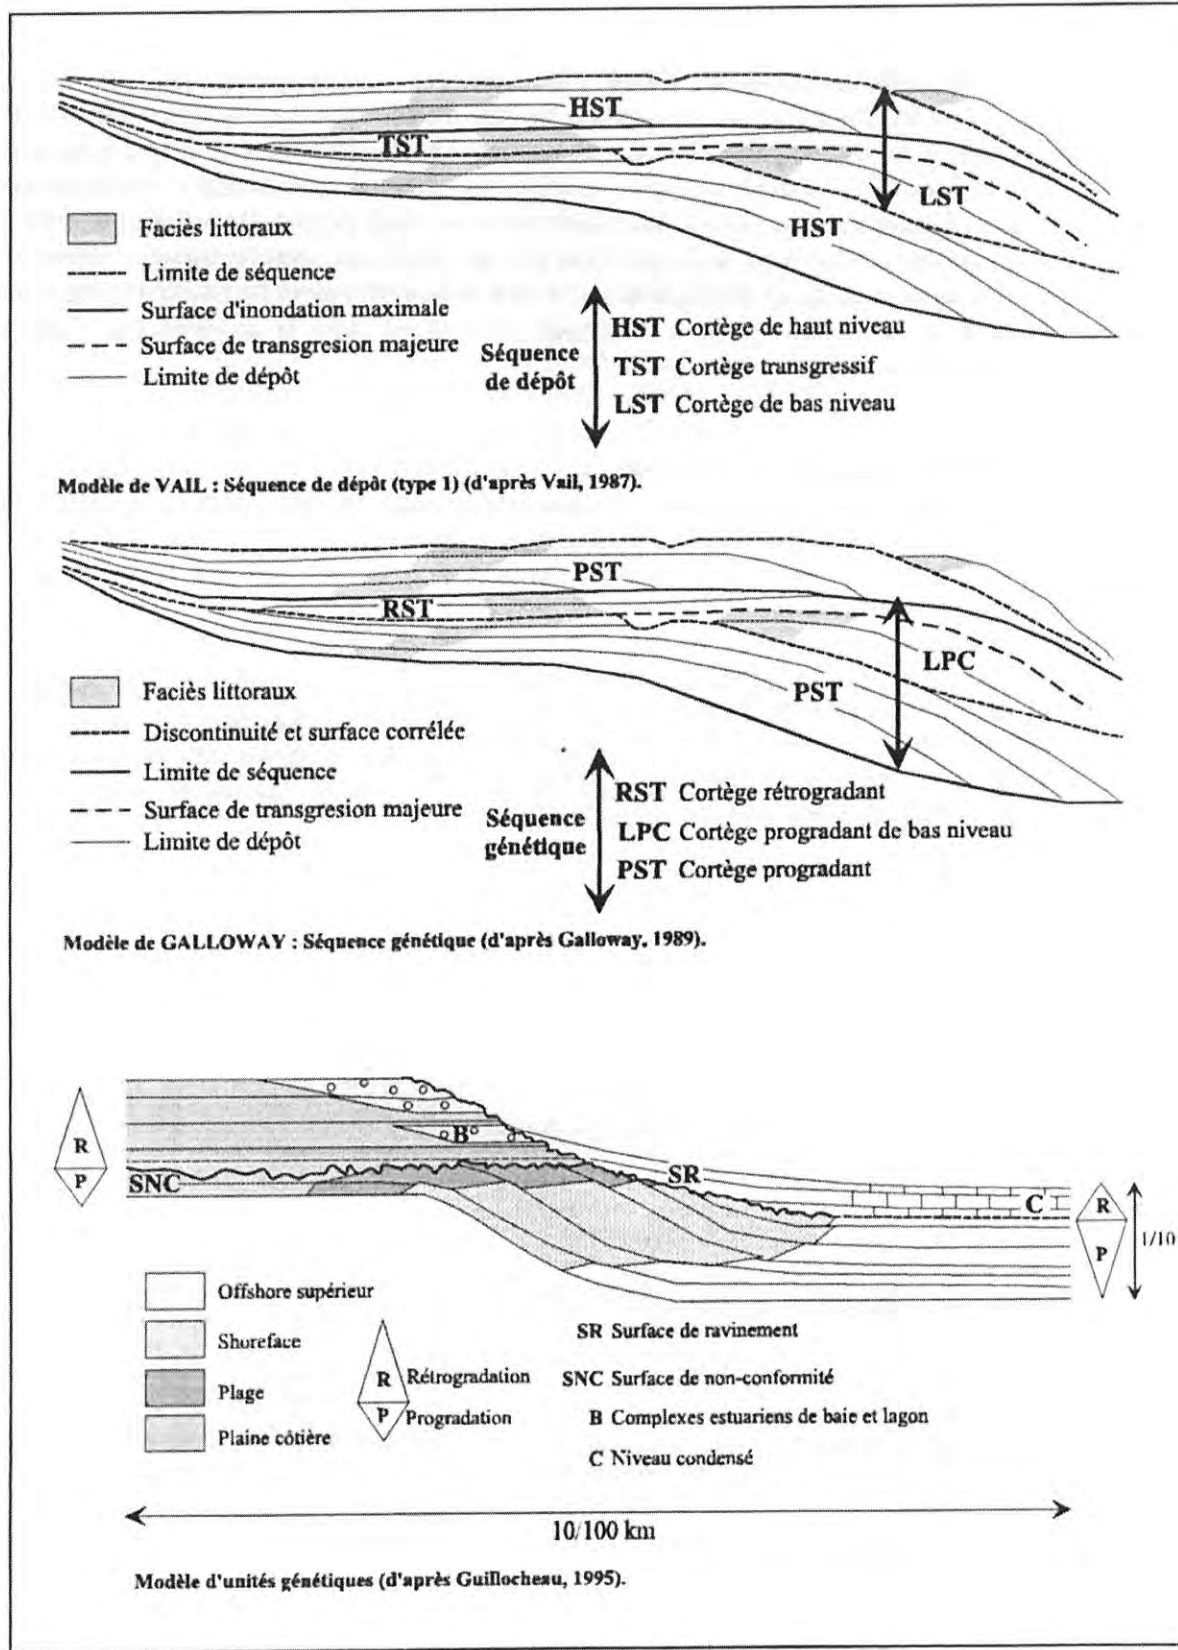 HST
TST
LST
HST
Faciès littoraux
Limite de séquence
Surface d'inondation maximale
Surface de transgresion majeure
Limite de dépôt
Séquence
de dépôt
HST Cortège de haut niveau
TST Cortège transgressif
LST Cortège de bas niveau
Modèle de VAIL : Séquence de dépôt (type 1) (d'après Vail, 1987).
PST
RST
LPC
PST
Faciès littoraux
Discontinuité et surface corrélée
Limite de séquence
Surface de transgresion majeure
Limite de dépôt
Séquence
génétique
RST Cortège rétrogradant
LPC Cortège progradant de bas niveau
PST Cortège progradant
Modèle de GALLOWAY : Séquence génétique (d'après Galloway, 1989).
R
P
B
SNC
SR
C
R
P
1/10
Offshore supérieur
Shoreface
Plage
Plaine côtière
R Rétrogradation
P Progradation
SR Surface de ravinement
SNC Surface de non-conformité
B Complexes estuariens de baie et lagon
C Niveau condensé
10/100 km
Modèle d'unités génétiques (d'après Guillocheau, 1995).